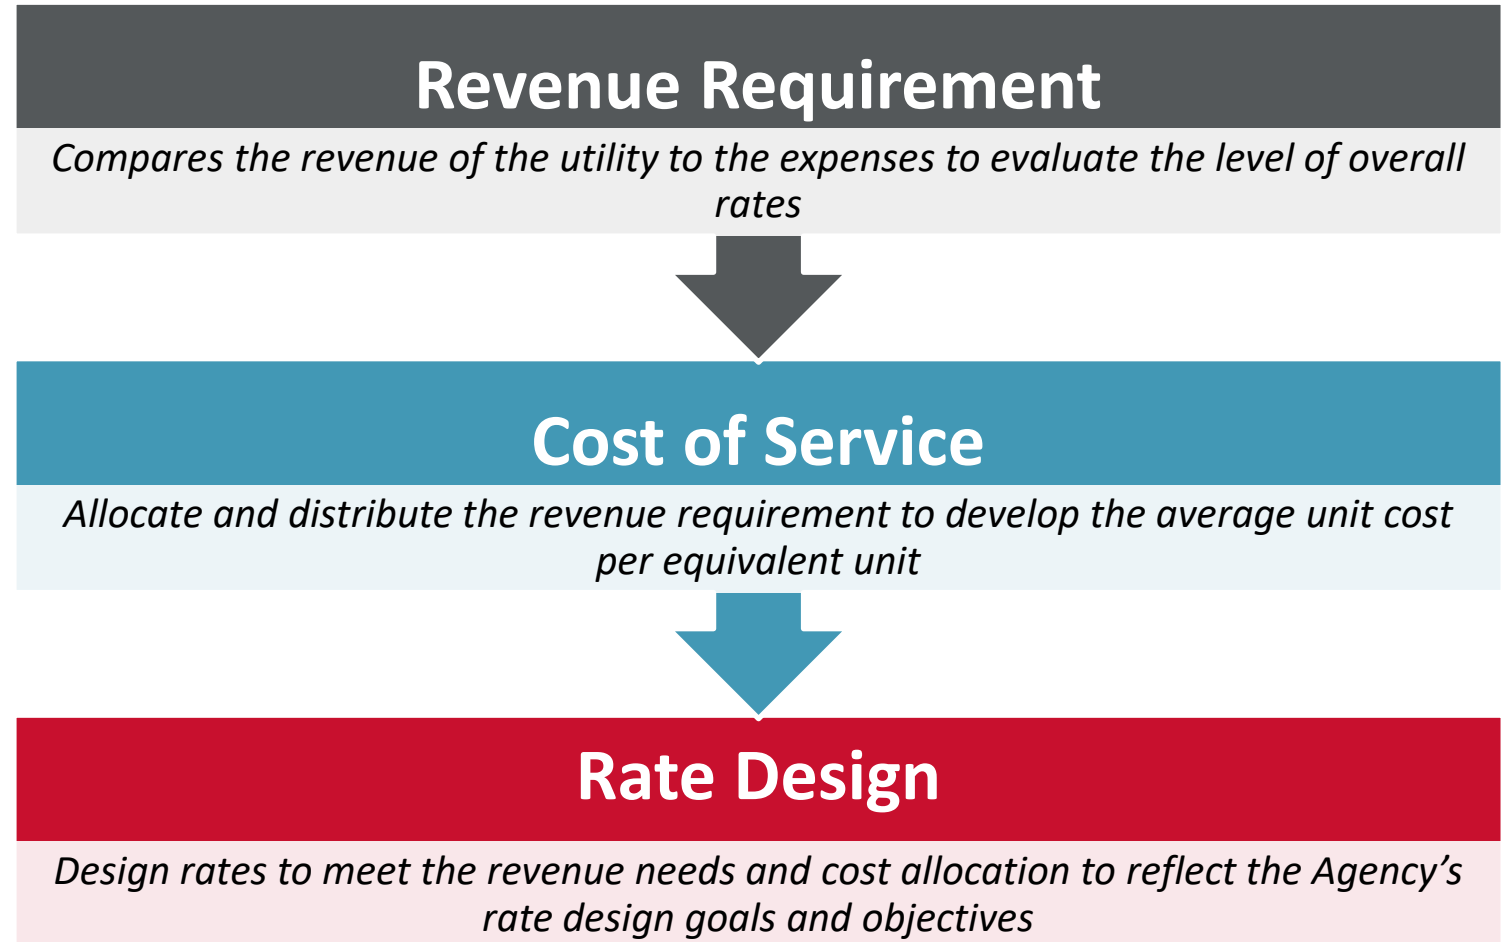 Revenue Requirement
Compares the revenue of the utility to the expenses to evaluate the level of overall
rates
Cost of Service
Allocate and distribute the revenue requirement to develop the average unit cost
per equivalent unit
Rate Design
Design rates to meet the revenue needs and cost allocation to reflect the Agency’s
rate design goals and objectives